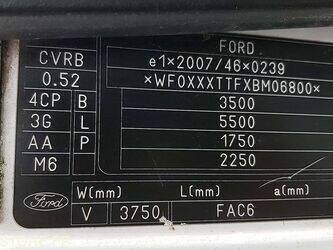 FORD
CVRB e1×2007/46×0239
0.52 ×WF0XXXTTFXBM06800×
4CP B 3500
3G L 5500
AA P 1750
M6 2250
Ford W(mm) L(mm) a(mm)
V 3750 FAC6